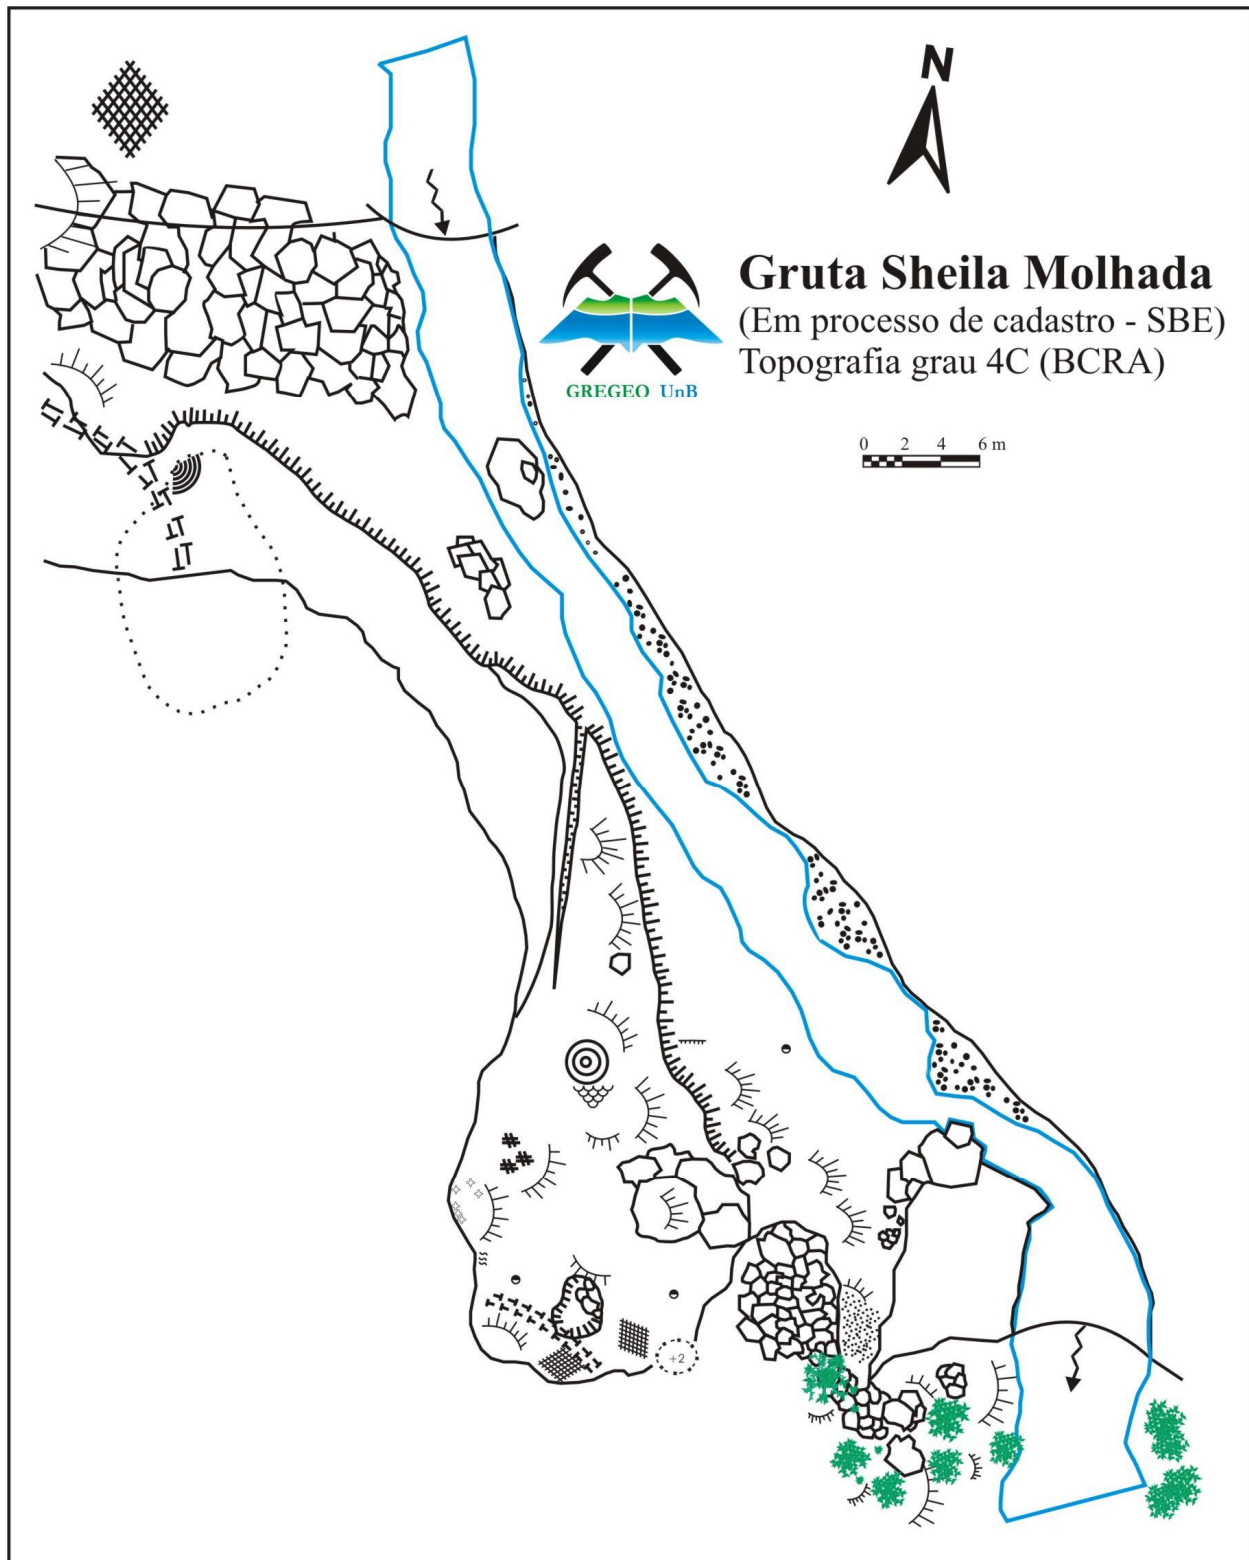 N
Gruta Sheila Molhada
(Em processo de cadastro - SBE)
Topografia grau 4C (BCRA)
GREGEO UnB
0 2 4 6 m
+2